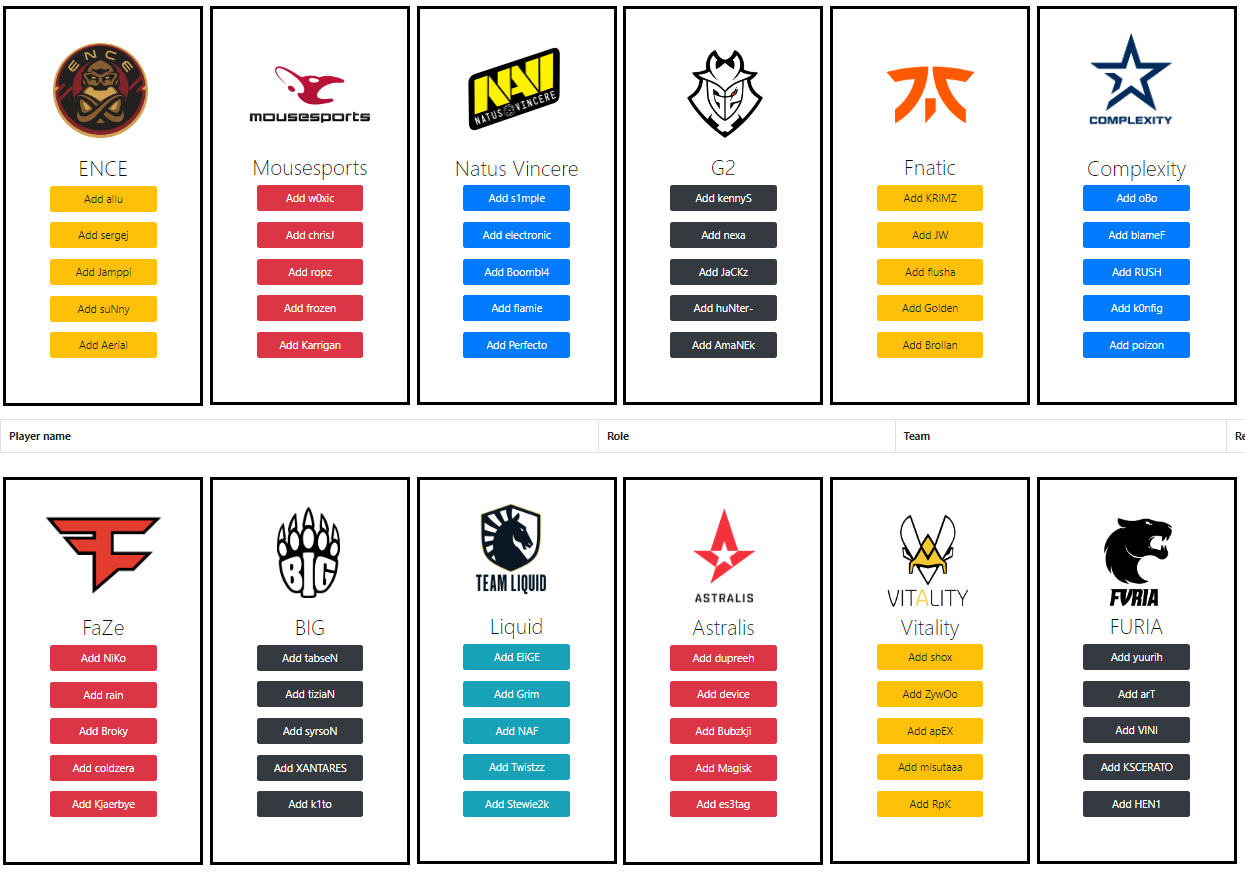 ENCE
ENCE
Add allu
Add sergej
Add Jamppi
Add suNny
Add Aerial
mousesports
Mousesports
Add w0xic
Add chrisJ
Add ropz
Add frozen
Add Karrigan
NAVI
NATUS VINCERE
Natus Vincere
Add s1mple
Add electronic
Add Boombl4
Add flamie
Add Perfecto
G2
G2
Add kennyS
Add nexa
Add JaCKz
Add huNter-
Add AmaNEk
Fnatic
Add KRIMZ
Add JW
Add flusha
Add Golden
Add Brollan
COMPLEXITY
Complexity
Add oBo
Add blameF
Add RUSH
Add k0nfig
Add poizon
Player name
Role
Team
Re
FaZe
Add NiKo
Add rain
Add Broky
Add coldzera
Add Kjaerbye
BIG
BIG
Add tabseN
Add tiziaN
Add syrsoN
Add XANTARES
Add k1to
TEAM LIQUID
Liquid
Add EliGE
Add Grim
Add NAF
Add Twistzz
Add Stewie2k
ASTRALIS
Astralis
Add dupreeh
Add device
Add Bubzkji
Add Magisk
Add es3tag
VITALITY
Vitality
Add shox
Add ZywOo
Add apEX
Add misutaaa
Add RpK
FURIA
FURIA
Add yuurih
Add arT
Add VINI
Add KSCERATO
Add HEN1